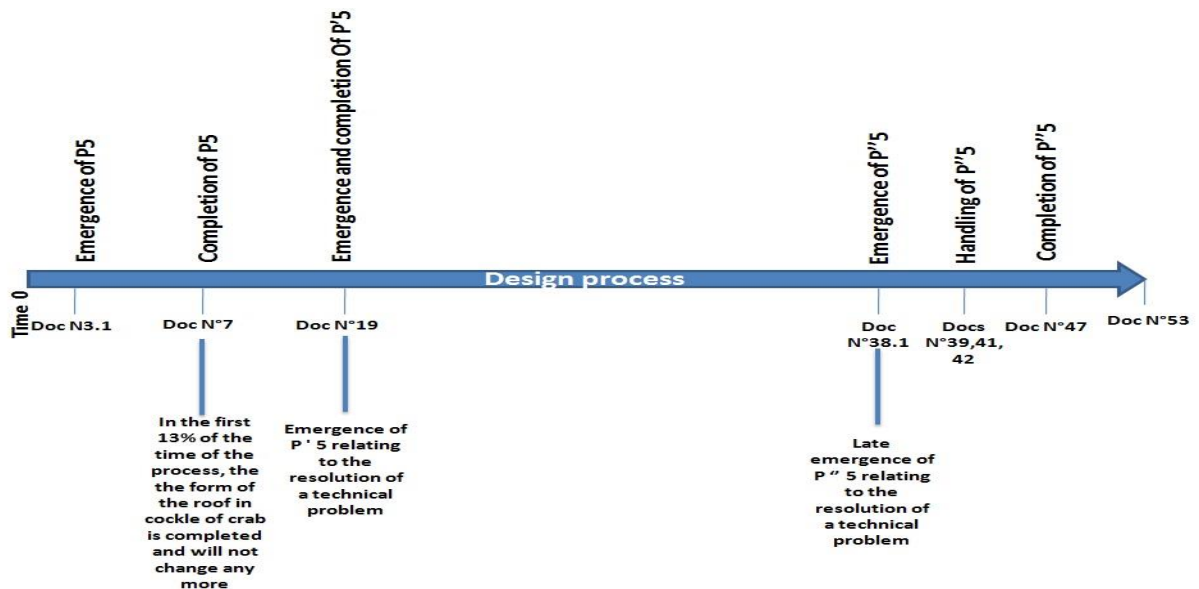 Emergence of P5
Completion of P5
Emergence and completion Of P'5
Emergence of P''5
Handling of P''5
Completion of P''5
Design process
Time 0
Doc N3.1
Doc N°7
Doc N°19
Doc
N°38.1
Docs
N°39,41,
42
Doc N°47
Doc N°53
In the first
13% of the
time of the
process, the
the form of
the roof in
cockle of crab
is completed
and will not
change any
more
Emergence of
P ' 5 relating
to the
resolution of
a technical
problem
Late
emergence of
P '' 5 relating
to the
resolution of
a technical
problem